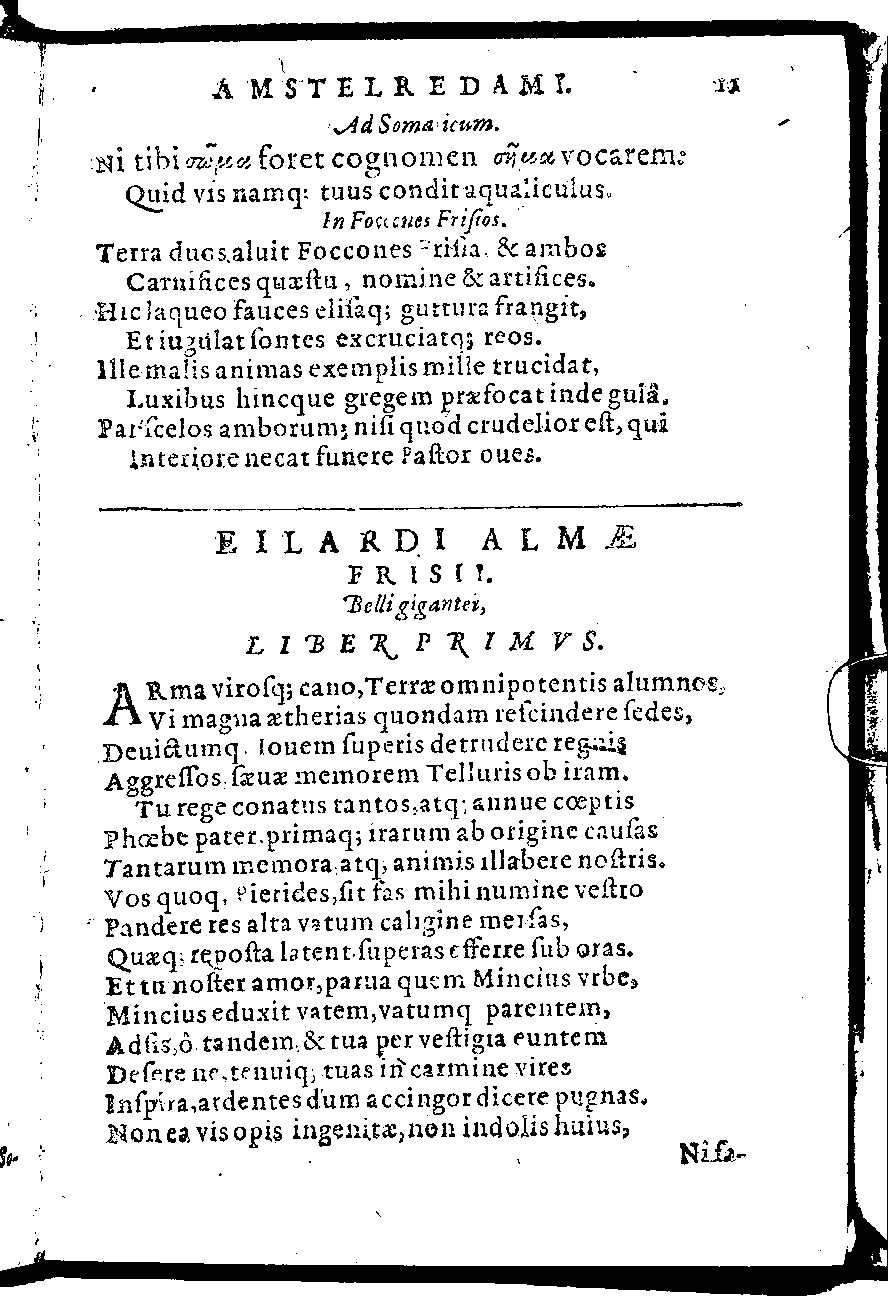 AMSTELREDAMI. 11
Ad Somaticum.
Ni tibi σῶμα foret cognomen σῆμα vocarem:
Quid vis namq: tuus condit aqualiculus.
In Foccones Friſios.
Terra duos aluit Foccones Friſia, & ambos
Carnifices quæſtu, nomine & artifices.
Hic laqueo fauces eliſaq; guttura frangit,
Et iugulat ſontes excruciatq; reos.
Ille malis animas exemplis mille trucidat,
Luxibus hincque gregem præfocat inde gulâ.
Par ſcelos amborum; niſi quod crudelior eſt, qui
Interiore necat funere Paſtor oues.
EILARDI ALMÆ
FRISII.
Belli gigantei,
LIBER PRIMVS.
ARma viroſq; cano, Terræ omnipotentis alumnos,
Vi magna ætherias quondam reſcindere ſedes,
Deuictumq. Iouem ſuperis detrudere regnis
Aggreſſos, ſæuæ memorem Telluris ob iram.
Tu rege conatus tantos, atq; annue cœptis
Phœbe pater, primaq; irarum ab origine cauſas
Tantarum memora, atq, animis illabere noſtris.
Vos quoq, Pierides, ſit fas mihi numine veſtro
Pandere res alta vatum caligine merſas,
Quæq; repoſta latent ſuperas efferre ſub oras.
Et tu noſter amor, parua quem Mincius vrbe,
Mincius eduxit vatem, vatumq parentem,
Adſis, ô tandem, & tua per veſtigia euntem
Deſere ne, tenuiq; tuas in carmine vires
Inſpira, ardentes dum accingor dicere pugnas.
Non ea vis opis ingenitæ, non indolis huius,
Niſa-